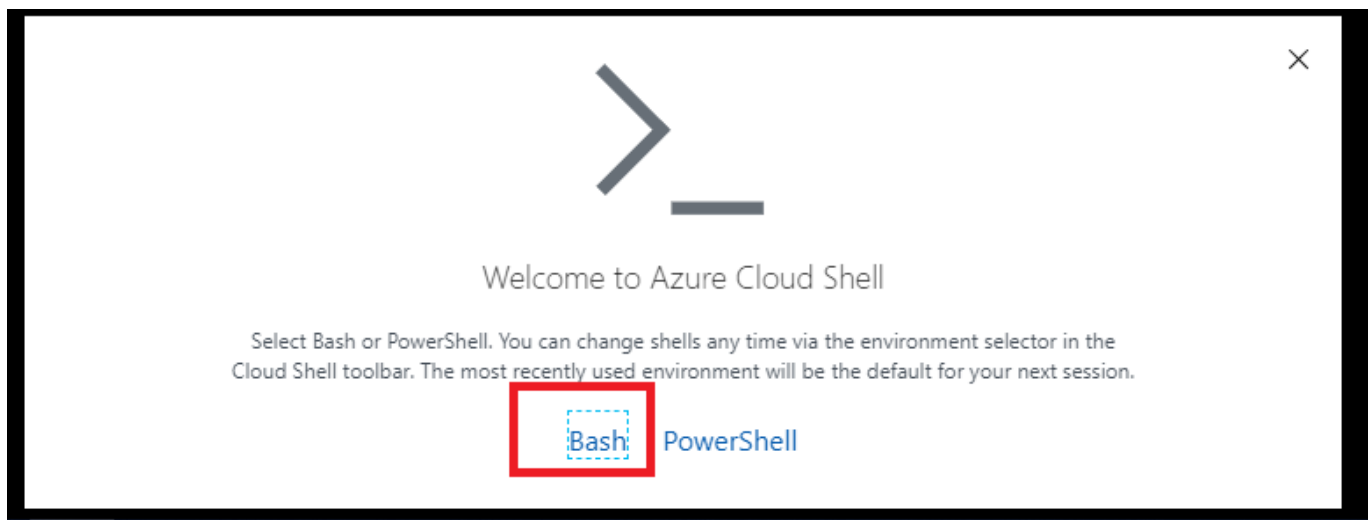 Welcome to Azure Cloud Shell
Select Bash or PowerShell. You can change shells any time via the environment selector in the
Cloud Shell toolbar. The most recently used environment will be the default for your next session.
Bash PowerShell